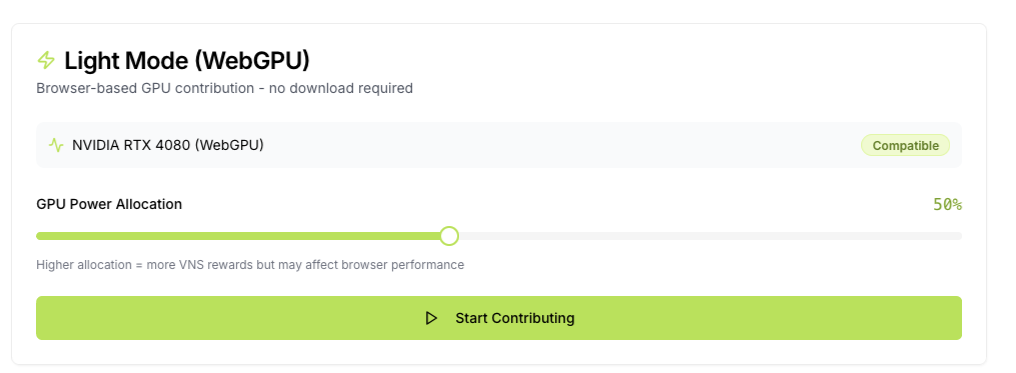 Light Mode (WebGPU)
Browser-based GPU contribution - no download required
NVIDIA RTX 4080 (WebGPU)
Compatible
GPU Power Allocation
50%
Higher allocation = more VNS rewards but may affect browser performance
Start Contributing